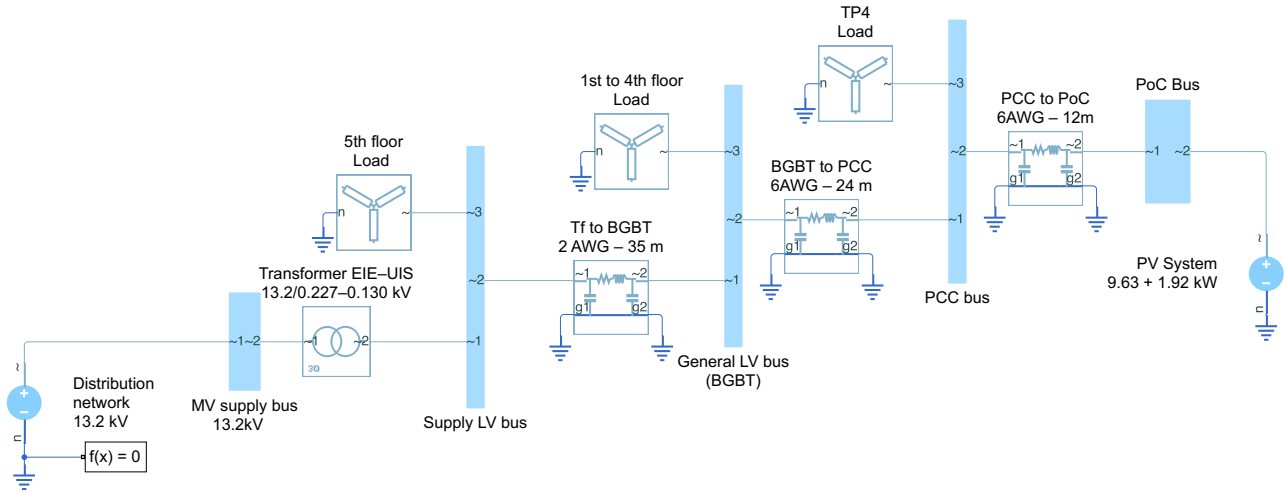 TP4
Load
n
~
~3
1st to 4th floor
Load
n
~
~3
PCC to PoC
6AWG – 12m
~1
~2
g1
g2
PoC Bus
~1
~2
~2
5th floor
Load
n
~
~3
BGBT to PCC
6AWG – 24 m
~1
~2
g1
g2
~2
~1
PCC bus
Tf to BGBT
2 AWG – 35 m
~1
~2
g1
g2
~2
~1
General LV bus
(BGBT)
~
PV System
9.63 + 1.92 kW
n
Transformer EIE–UIS
13.2/0.227–0.130 kV
~1
~2
3Q
~1
~2
~1
MV supply bus
13.2kV
Supply LV bus
~
Distribution
network
13.2 kV
n
f(x) = 0